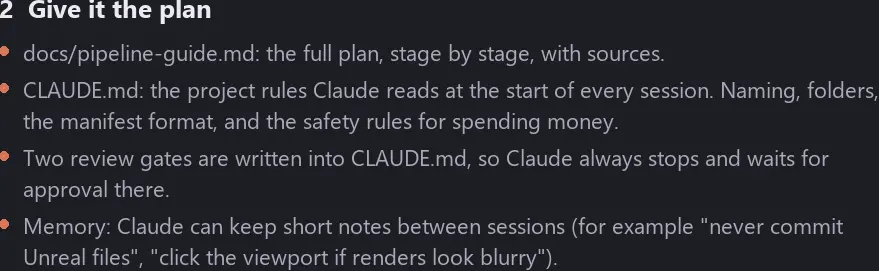 2 Give it the plan
docs/pipeline-guide.md: the full plan, stage by stage, with sources.
CLAUDE.md: the project rules Claude reads at the start of every session. Naming, folders,
the manifest format, and the safety rules for spending money.
Two review gates are written into CLAUDE.md, so Claude always stops and waits for
approval there.
Memory: Claude can keep short notes between sessions (for example "never commit
Unreal files", "click the viewport if renders look blurry").